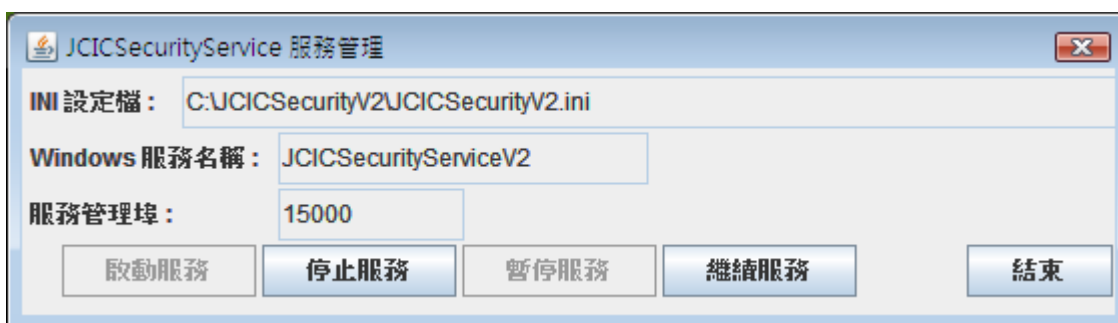 JCICSecurityService 服務管理
INI 設定檔： C:\JCICSecurityV2\JCICSecurityV2.ini
Windows 服務名稱： JCICSecurityServiceV2
服務管理埠： 15000
啟動服務 停止服務 暫停服務 繼續服務 結束